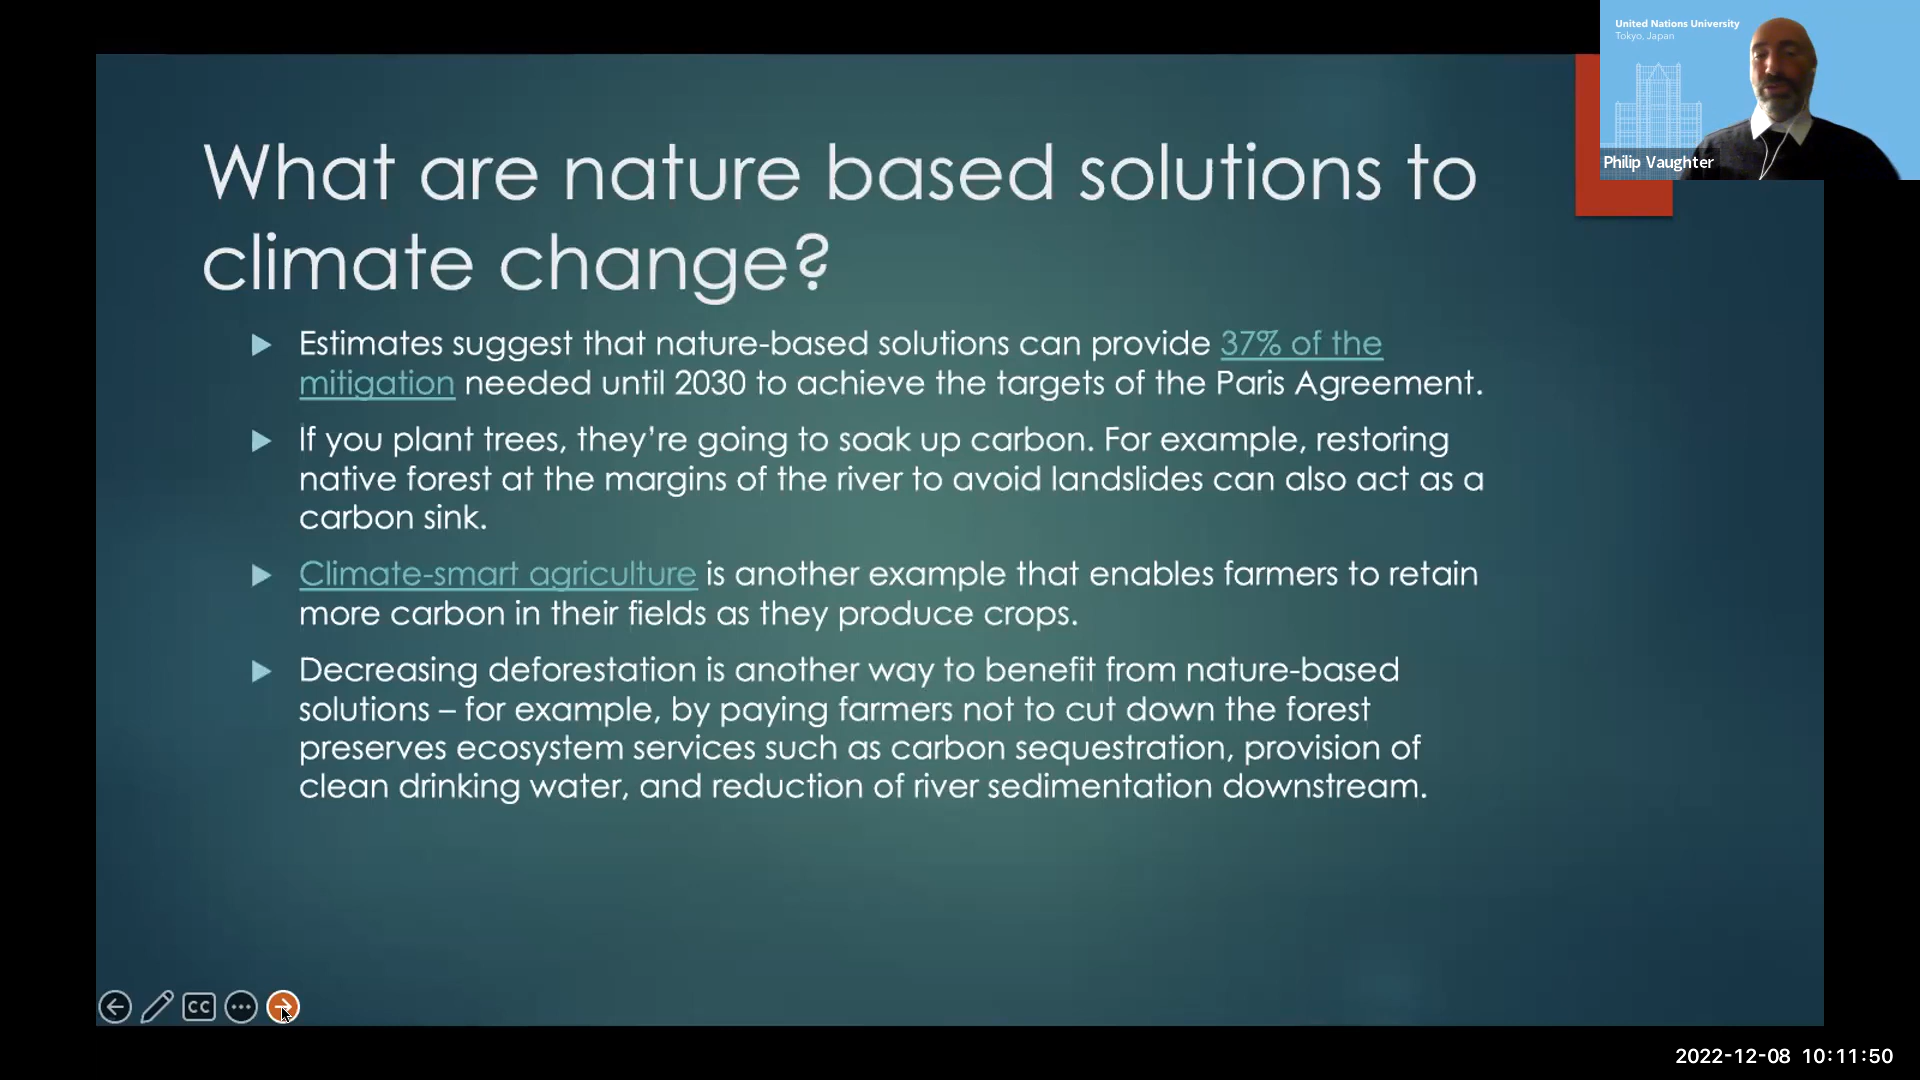 United Nations University
Tokyo, Japan
Philip Vaughter
What are nature based solutions to
climate change?
Estimates suggest that nature-based solutions can provide 37% of the
mitigation needed until 2030 to achieve the targets of the Paris Agreement.
If you plant trees, they’re going to soak up carbon. For example, restoring
native forest at the margins of the river to avoid landslides can also act as a
carbon sink.
Climate-smart agriculture is another example that enables farmers to retain
more carbon in their fields as they produce crops.
Decreasing deforestation is another way to benefit from nature-based
solutions – for example, by paying farmers not to cut down the forest
preserves ecosystem services such as carbon sequestration, provision of
clean drinking water, and reduction of river sedimentation downstream.
CC
2022-12-08 10:11:50